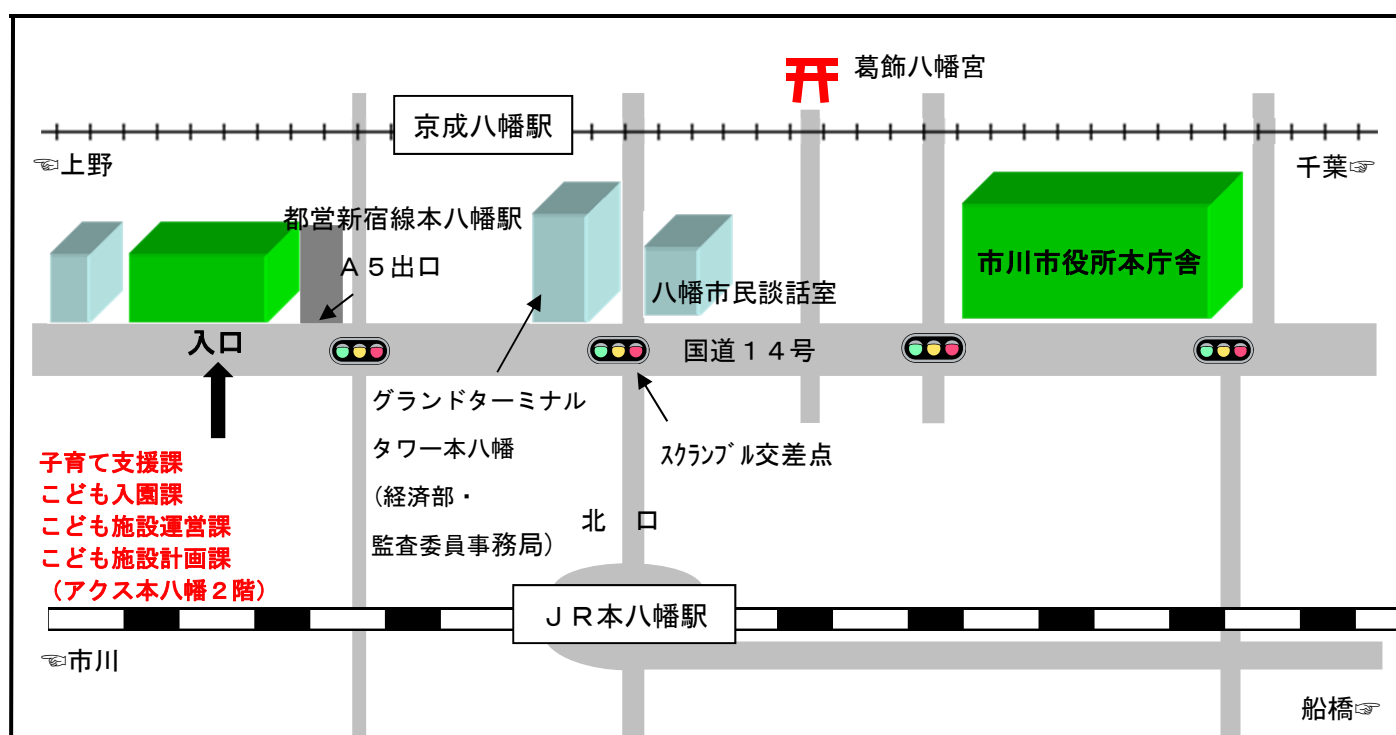 葛飾八幡宮
京成八幡駅
☜上野
千葉☞
都営新宿線本八幡駅
Ａ５出口
八幡市民談話室
市川市役所本庁舎
入口
国道１４号
グランドターミナル
タワー本八幡
(経済部・
監査委員事務局)
ｽｸﾗﾝﾌﾞﾙ交差点
子育て支援課
こども入園課
こども施設運営課
こども施設計画課
（アクス本八幡２階）
北　口
ＪＲ本八幡駅
☜市川
船橋☞